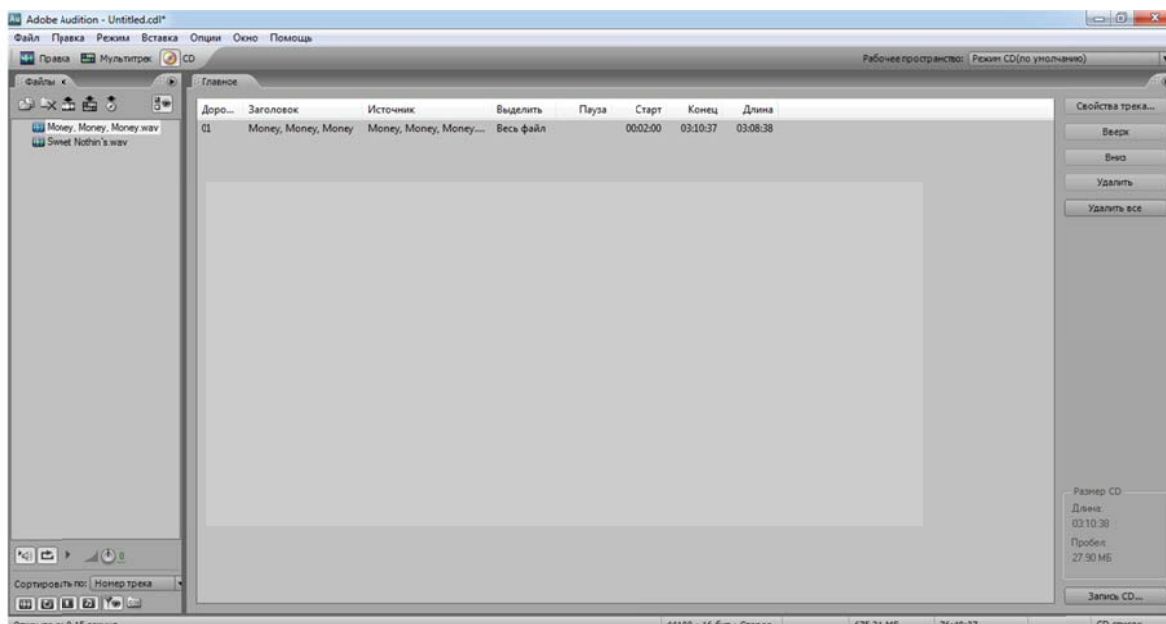 Adobe Audition - Untitled.cdl*
Файл Правка Режим Вставка Опции Окно Помощь
Правка Мультитрек CD
Рабочее пространство: Режим CD(по умолчанию)
Файлы
Главное
Доро... Заголовок Источник Выделить Пауза Старт Конец Длина
01 Money, Money, Money Money, Money, Money.... Весь файл 00:02:00 03:10:37 03:08:38
Money, Money, Money.wav
Sweet Nothin's.wav
Свойства трека...
Вверх
Вниз
Удалить
Удалить все
Размер CD
Длина:
03:10:38
Пробел:
27.90 МБ
Запись CD...
Сортировать по: Номер трека